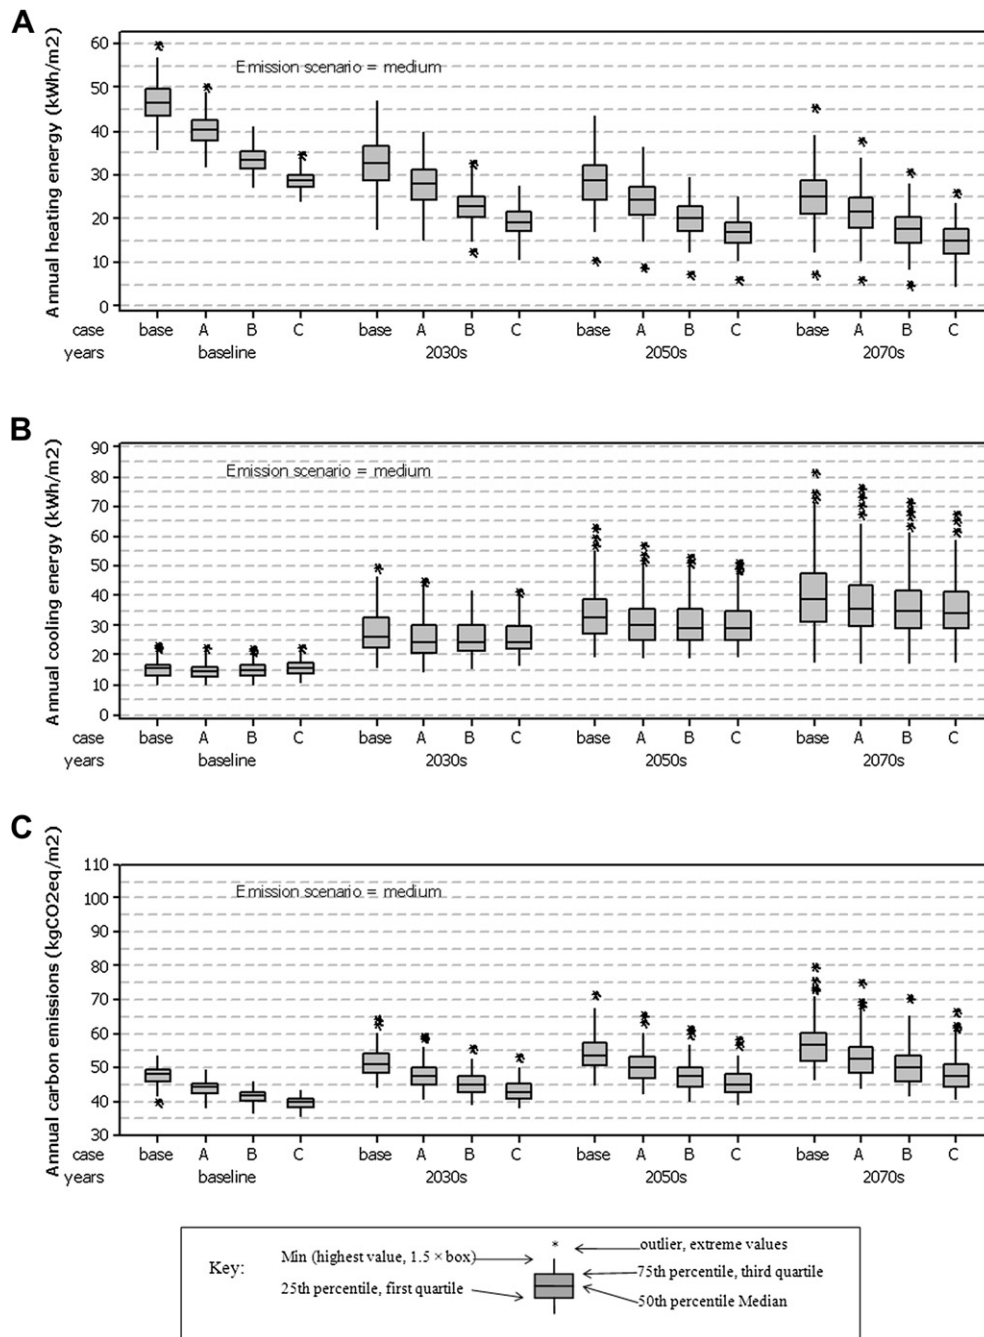 A
Annual heating energy (kWh/m2)
Emission scenario = medium
60
50
40
30
20
10
0
case base A B C base A B C base A B C base A B C
years baseline 2030s 2050s 2070s
B
Annual cooling energy (kWh/m2)
Emission scenario = medium
90
80
70
60
50
40
30
20
10
0
case base A B C base A B C base A B C base A B C
years baseline 2030s 2050s 2070s
C
Annual carbon emissions (kgCO2eq/m2)
Emission scenario = medium
110
100
90
80
70
60
50
40
30
case base A B C base A B C base A B C base A B C
years baseline 2030s 2050s 2070s
Key:
Min (highest value, 1.5 × box)
25th percentile, first quartile
*
outlier, extreme values
75th percentile, third quartile
50th percentile Median